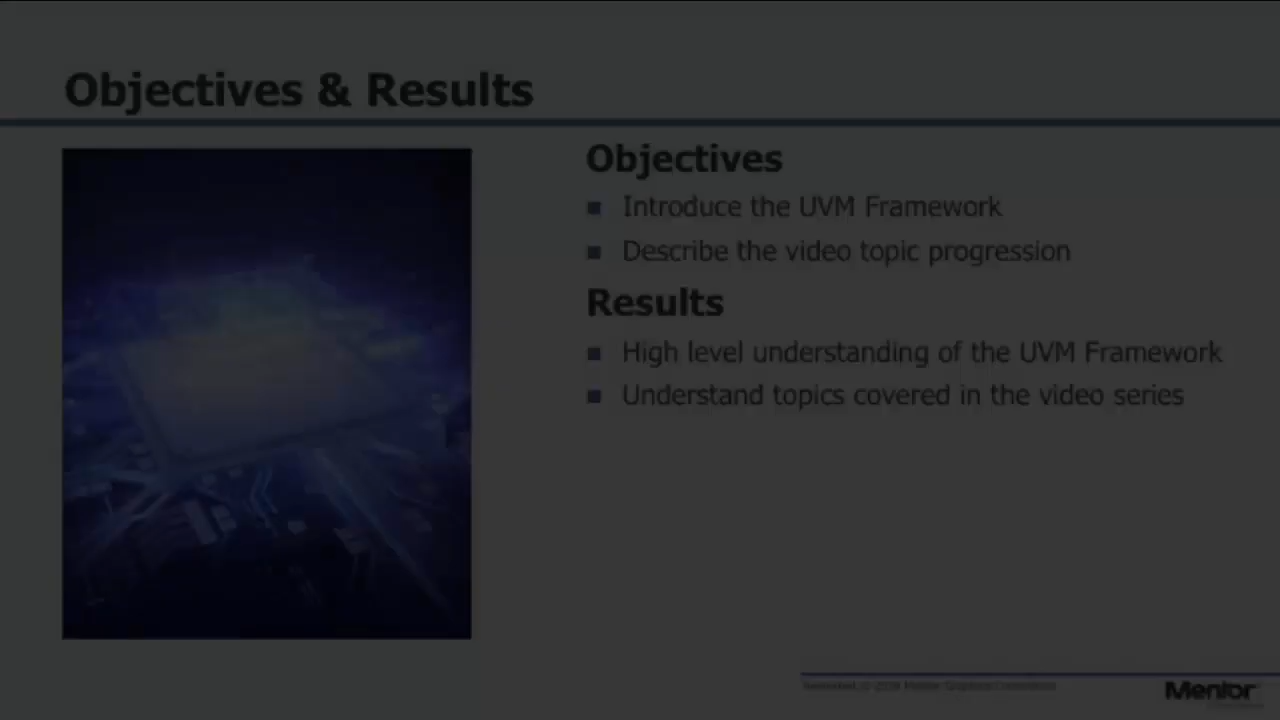 Objectives & Results
Objectives
Introduce the UVM Framework
Describe the video topic progression
Results
High level understanding of the UVM Framework
Understand topics covered in the video series
Mentor